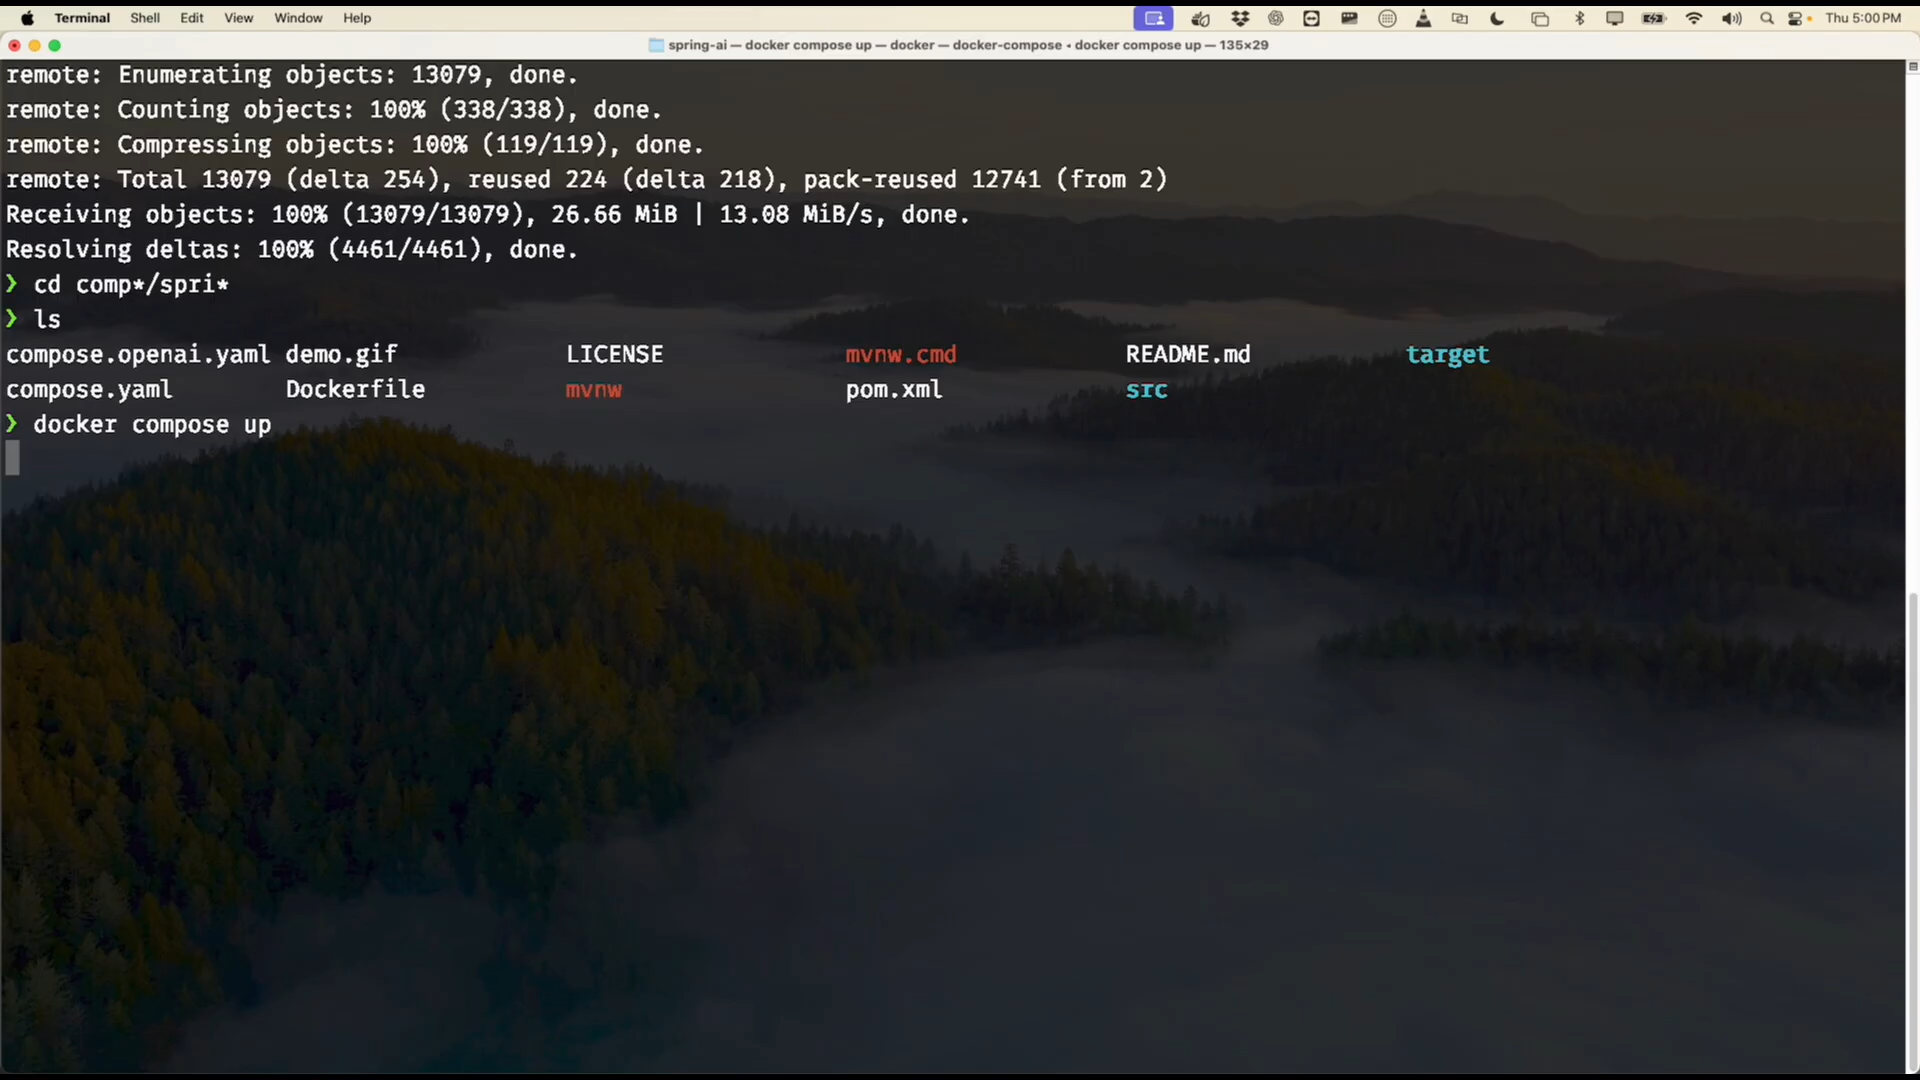 Terminal Shell Edit View Window Help Thu 5:00 PM
spring-ai — docker compose up — docker — docker-compose • docker compose up — 135×29
remote: Enumerating objects: 13079, done.
remote: Counting objects: 100% (338/338), done.
remote: Compressing objects: 100% (119/119), done.
remote: Total 13079 (delta 254), reused 224 (delta 218), pack-reused 12741 (from 2)
Receiving objects: 100% (13079/13079), 26.66 MiB | 13.08 MiB/s, done.
Resolving deltas: 100% (4461/4461), done.
❯ cd comp*/spri*
❯ ls
compose.openai.yaml demo.gif LICENSE mvnw.cmd README.md target
compose.yaml Dockerfile mvnw pom.xml src
❯ docker compose up